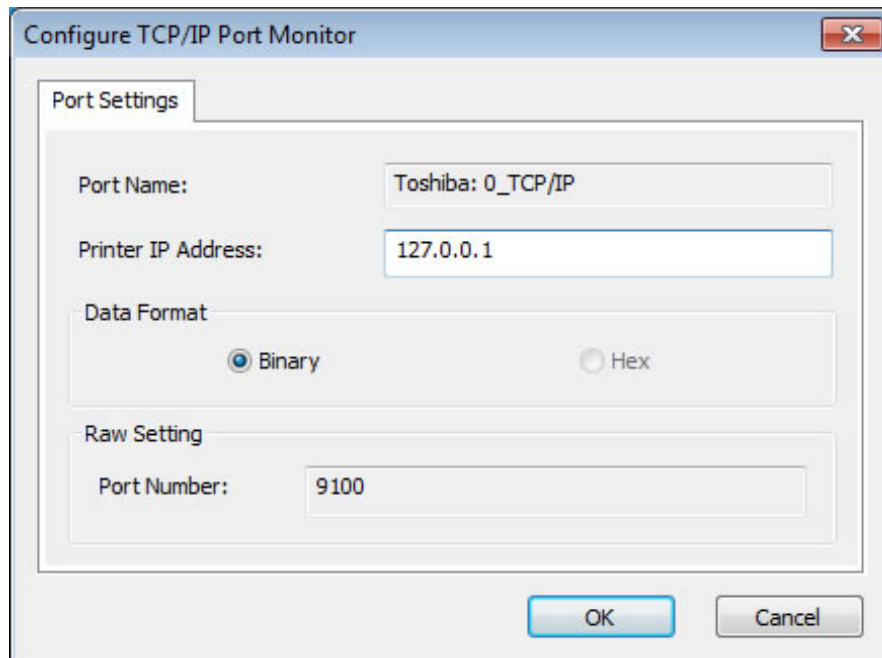 Configure TCP/IP Port Monitor
Port Settings
Port Name: Toshiba: 0_TCP/IP
Printer IP Address: 127.0.0.1
Data Format
Binary Hex
Raw Setting
Port Number: 9100
OK Cancel